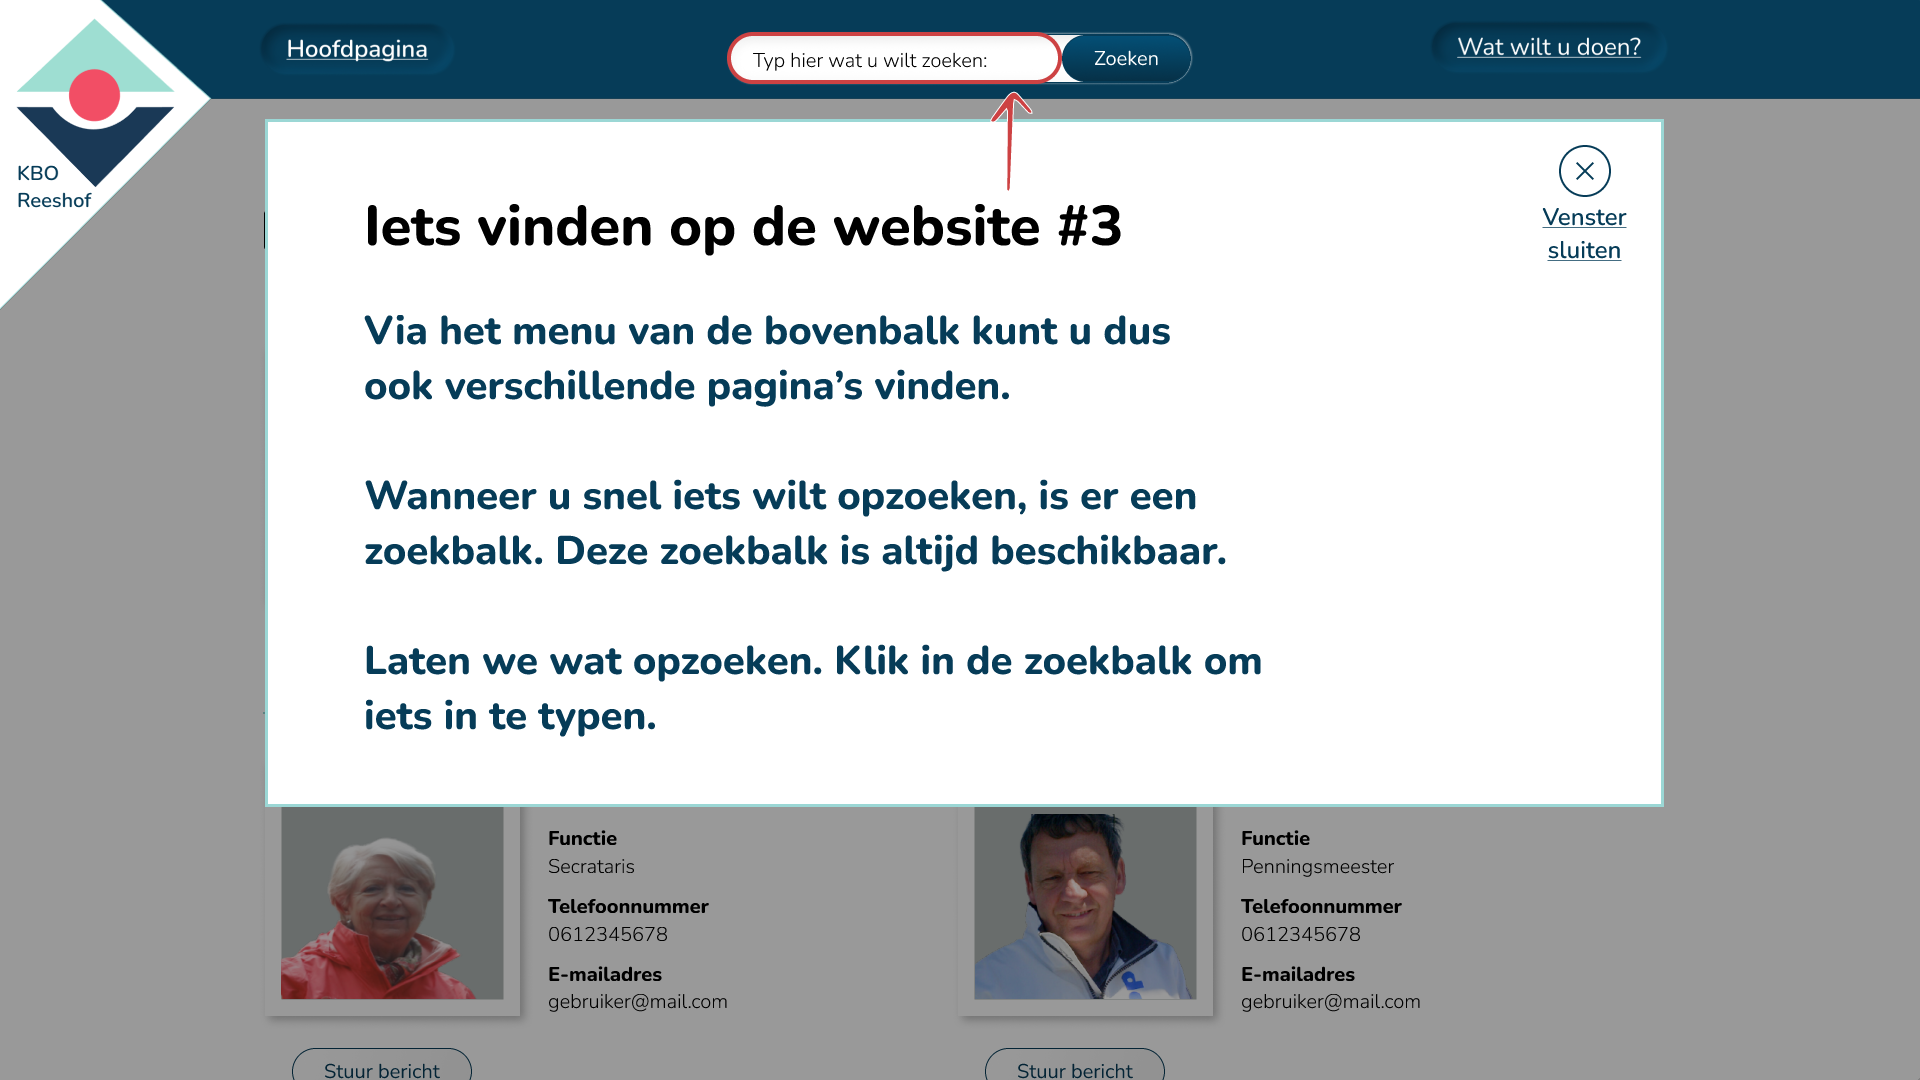 Hoofdpagina
Typ hier wat u wilt zoeken:
Zoeken
Wat wilt u doen?
KBO
Reeshof
Venster
sluiten
Iets vinden op de website #3
Via het menu van de bovenbalk kunt u dus
ook verschillende pagina’s vinden.
Wanneer u snel iets wilt opzoeken, is er een
zoekbalk. Deze zoekbalk is altijd beschikbaar.
Laten we wat opzoeken. Klik in de zoekbalk om
iets in te typen.
Functie
Secrataris
Telefoonnummer
0612345678
E-mailadres
gebruiker@mail.com
Stuur bericht
Functie
Penningsmeester
Telefoonnummer
0612345678
E-mailadres
gebruiker@mail.com
Stuur bericht